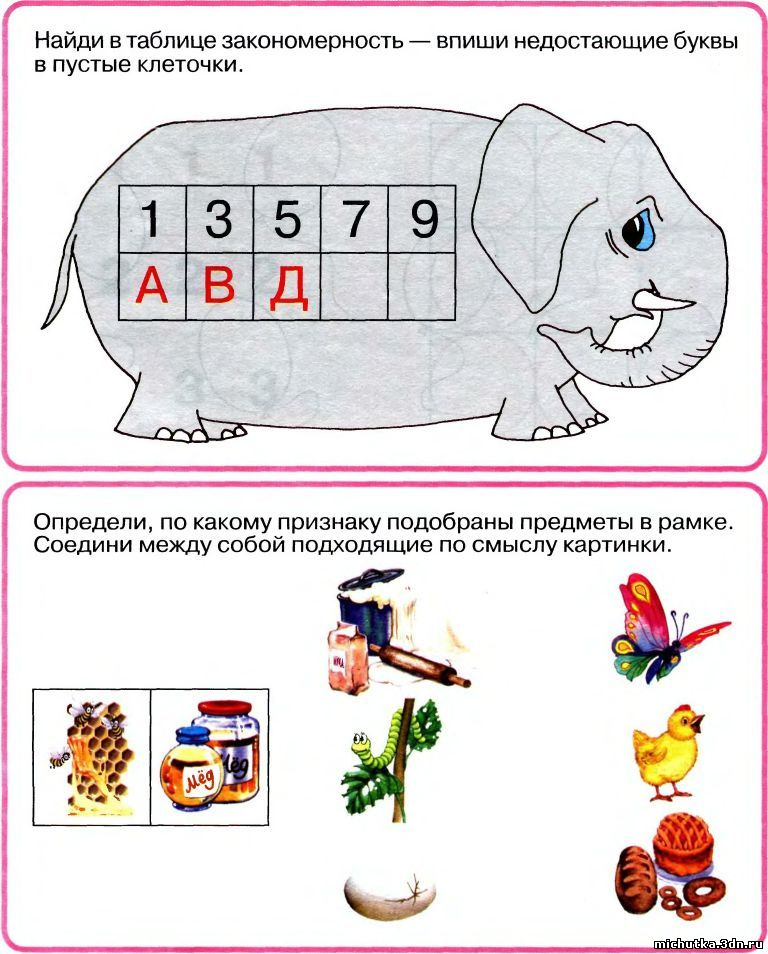 Найди в таблице закономерность — впиши недостающие буквы
в пустые клеточки.
1 3 5 7 9
А В Д
Определи, по какому признаку подобраны предметы в рамке.
Соедини между собой подходящие по смыслу картинки.
МУКА
Мёд
Мёд
michutka.3dn.ru